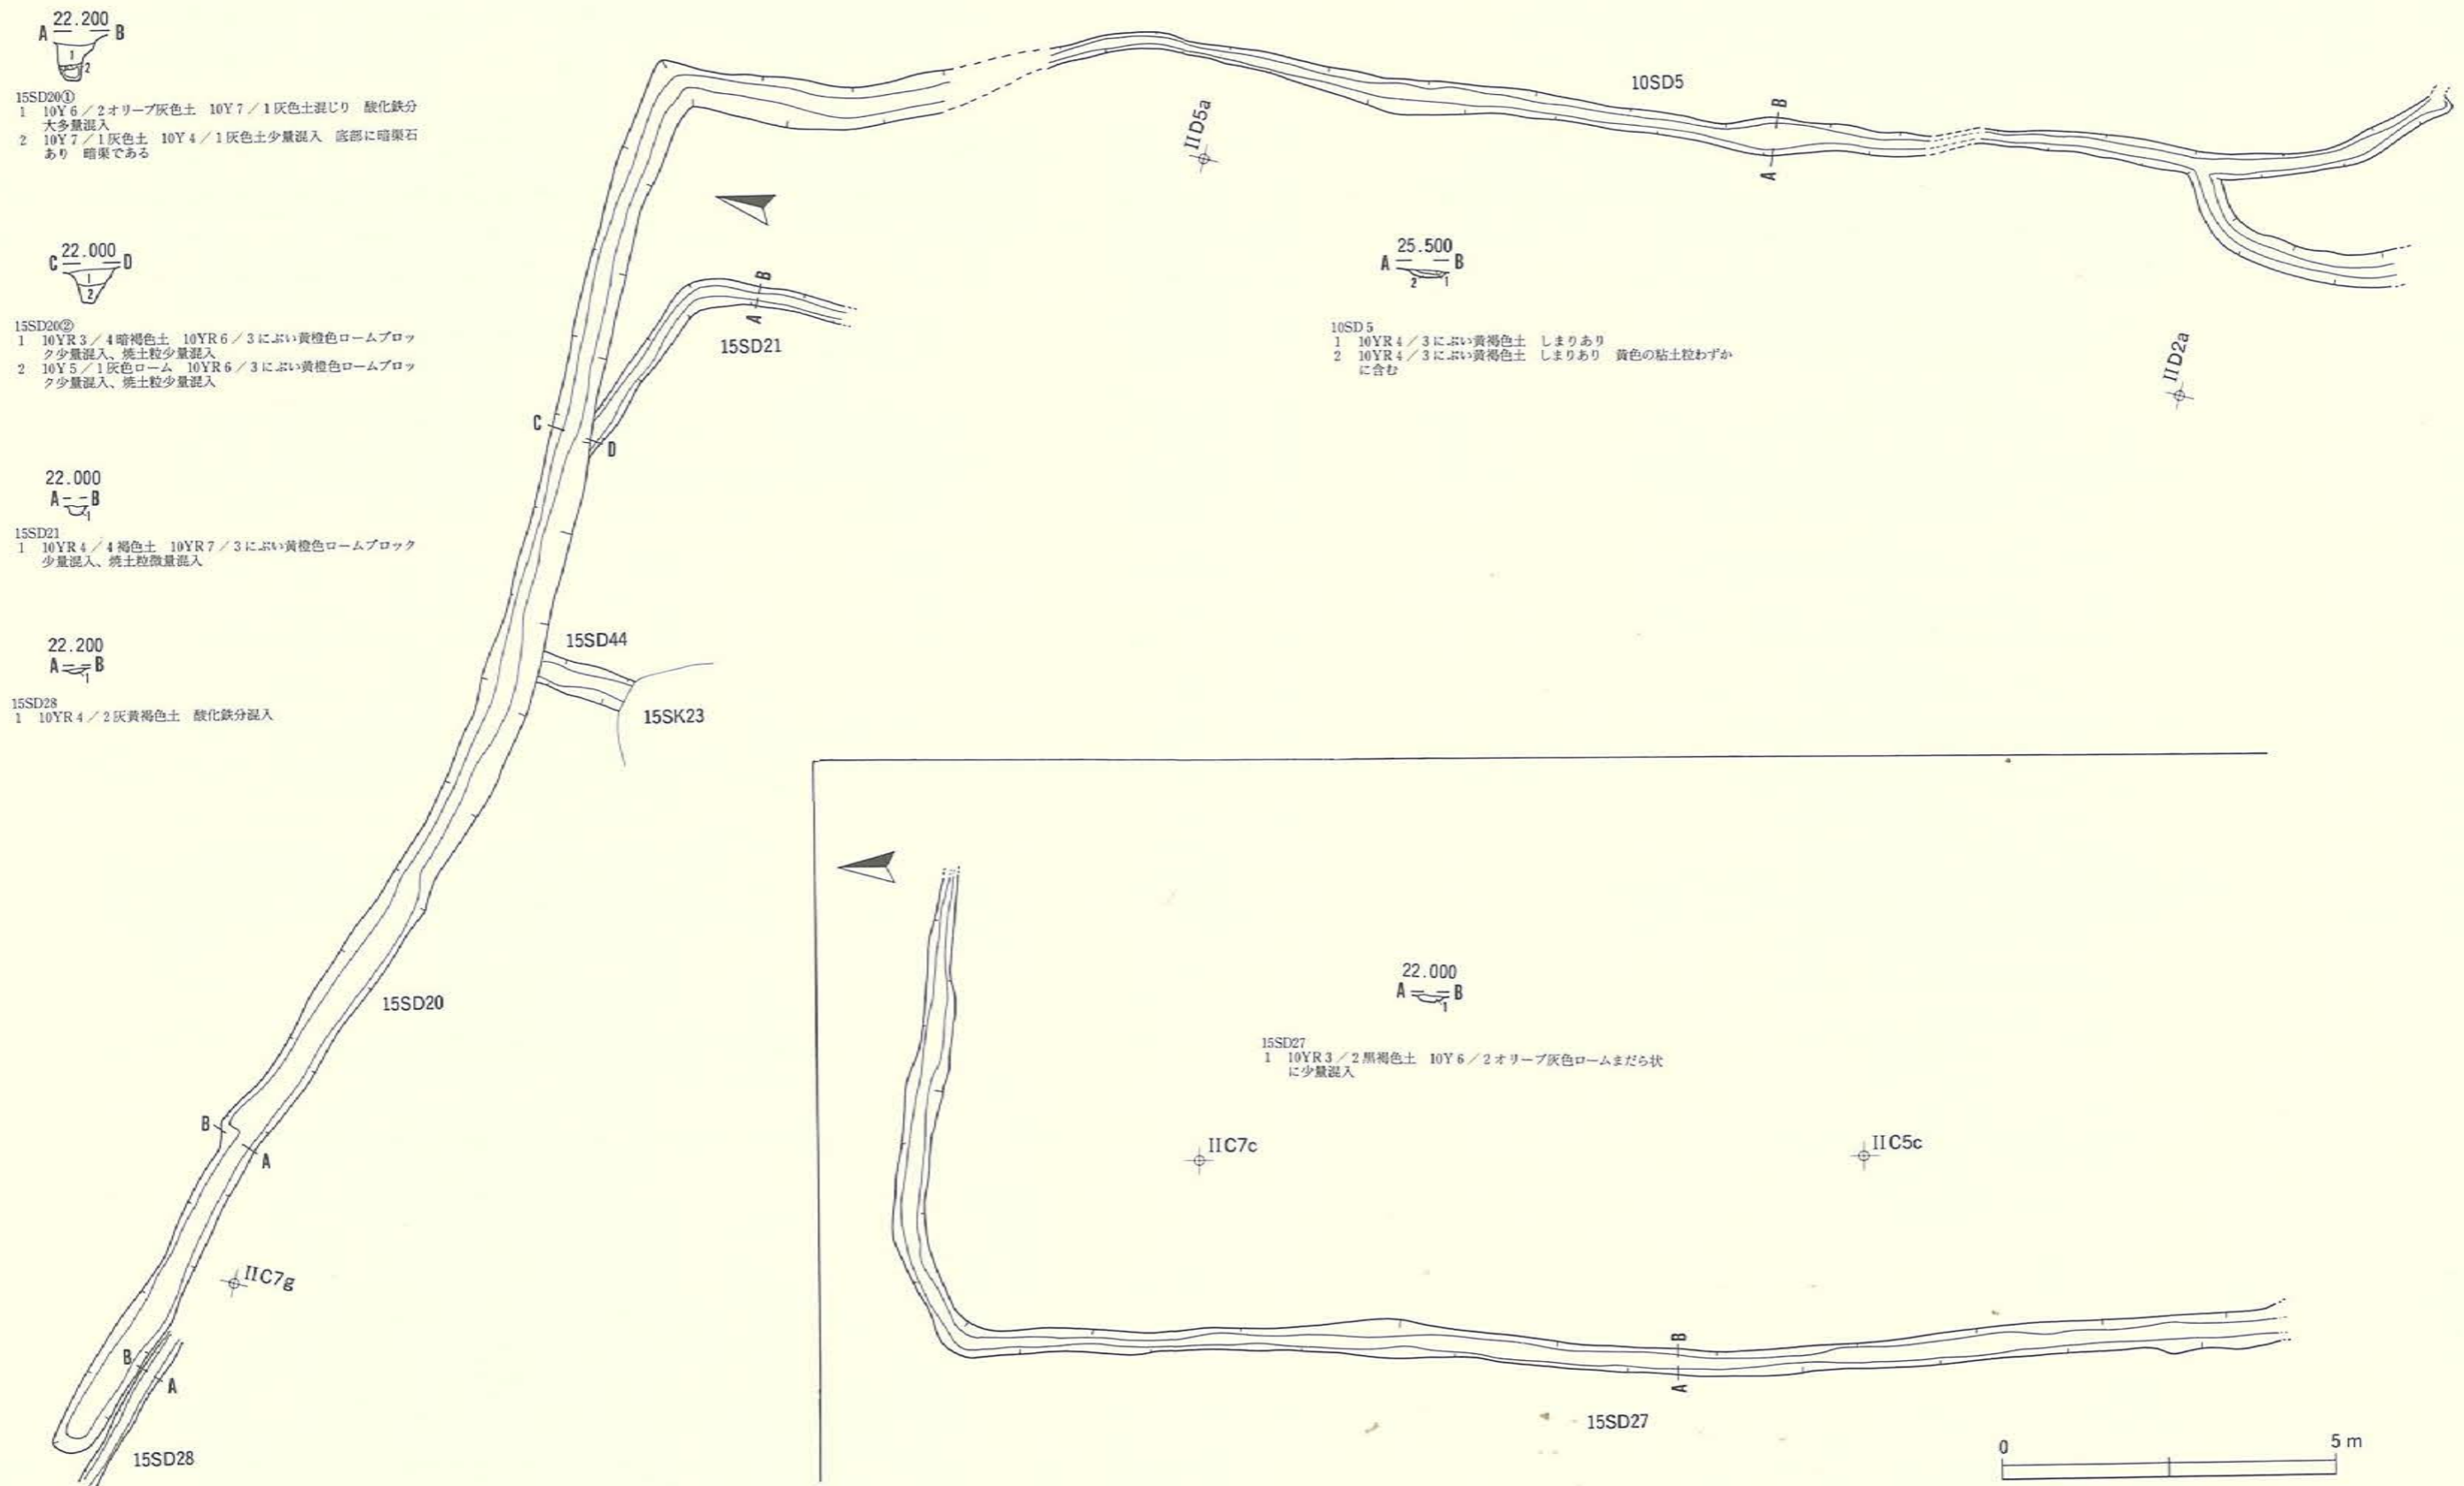 22.200
A B
1
2
15SD20①
1 10Y 6／2オリーブ灰色土 10Y 7／1灰色土混じり 酸化鉄分
大多量混入
2 10Y 7／1灰色土 10Y 4／1灰色土少量混入 底部に暗渠石
あり 暗渠である
22.000
C D
1
2
15SD20②
1 10YR 3／4暗褐色土 10YR 6／3にぶい黄橙色ロームブロッ
ク少量混入、焼土粒少量混入
2 10Y 5／1灰色ローム 10YR 6／3にぶい黄橙色ロームブロッ
ク少量混入、焼土粒少量混入
22.000
A B
1
15SD21
1 10YR 4／4褐色土 10YR 7／3にぶい黄橙色ロームブロック
少量混入、焼土粒微量混入
22.200
A B
1
15SD28
1 10YR 4／2灰黄褐色土 酸化鉄分混入
10SD5
B
A
IID5a
25.500
A B
2 1
10SD 5
1 10YR 4／3にぶい黄褐色土 しまりあり
2 10YR 4／3にぶい黄褐色土 しまりあり 黄色の粘土粒わずか
に含む
IID2a
B
A
15SD21
C
D
15SD44
15SK23
15SD20
B
A
IIC7g
B
A
15SD28
22.000
A B
1
15SD27
1 10YR 3／2黒褐色土 10Y 6／2オリーブ灰色ロームまだら状
に少量混入
IIC7c
IIC5c
B
A
15SD27
0 5 m